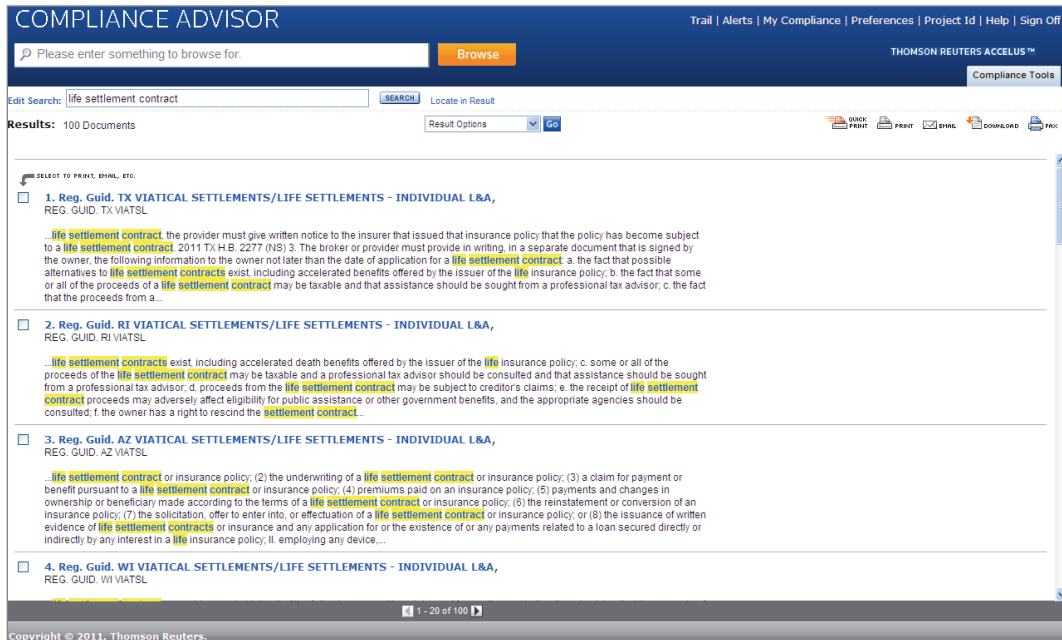 COMPLIANCE ADVISOR
Trail | Alerts | My Compliance | Preferences | Project Id | Help | Sign Off
Please enter something to browse for.
Browse
THOMSON REUTERS ACCELUS™
Compliance Tools
Edit Search: life settlement contract
SEARCH
Locate in Result
Results: 100 Documents
Result Options
Go
QUICK PRINT
PRINT
EMAIL
DOWNLOAD
FAX
SELECT TO PRINT, EMAIL, ETC.
1. Reg. Guid. TX VIATICAL SETTLEMENTS/LIFE SETTLEMENTS - INDIVIDUAL L&A,
REG. GUID. TX VIATSL
...life settlement contract, the provider must give written notice to the insurer that issued that insurance policy that the policy has become subject
to a life settlement contract. 2011 TX H.B. 2277 (NS) 3. The broker or provider must provide in writing, in a separate document that is signed by
the owner, the following information to the owner not later than the date of application for a life settlement contract: a. the fact that possible
alternatives to life settlement contracts exist, including accelerated benefits offered by the issuer of the life insurance policy; b. the fact that some
or all of the proceeds of a life settlement contract may be taxable and that assistance should be sought from a professional tax advisor; c. the fact
that the proceeds from a...
2. Reg. Guid. RI VIATICAL SETTLEMENTS/LIFE SETTLEMENTS - INDIVIDUAL L&A,
REG. GUID. RI VIATSL
...life settlement contracts exist, including accelerated death benefits offered by the issuer of the life insurance policy; c. some or all of the
proceeds of the life settlement contract may be taxable and a professional tax advisor should be consulted and that assistance should be sought
from a professional tax advisor; d. proceeds from the life settlement contract may be subject to creditor's claims; e. the receipt of life settlement
contract proceeds may adversely affect eligibility for public assistance or other government benefits, and the appropriate agencies should be
consulted; f. the owner has a right to rescind the settlement contract...
3. Reg. Guid. AZ VIATICAL SETTLEMENTS/LIFE SETTLEMENTS - INDIVIDUAL L&A,
REG. GUID. AZ VIATSL
...life settlement contract or insurance policy; (2) the underwriting of a life settlement contract or insurance policy; (3) a claim for payment or
benefit pursuant to a life settlement contract or insurance policy; (4) premiums paid on an insurance policy; (5) payments and changes in
ownership or beneficiary made according to the terms of a life settlement contract or insurance policy; (6) the reinstatement or conversion of an
insurance policy; (7) the solicitation, offer to enter into, or effectuation of a life settlement contract or insurance policy; or (8) the issuance of written
evidence of life settlement contracts or insurance and any application for or the existence of or any payments related to a loan secured directly or
indirectly by any interest in a life insurance policy; II. employing any device,...
4. Reg. Guid. WI VIATICAL SETTLEMENTS/LIFE SETTLEMENTS - INDIVIDUAL L&A,
REG. GUID. WI VIATSL
1 - 20 of 100
Copyright © 2011, Thomson Reuters.